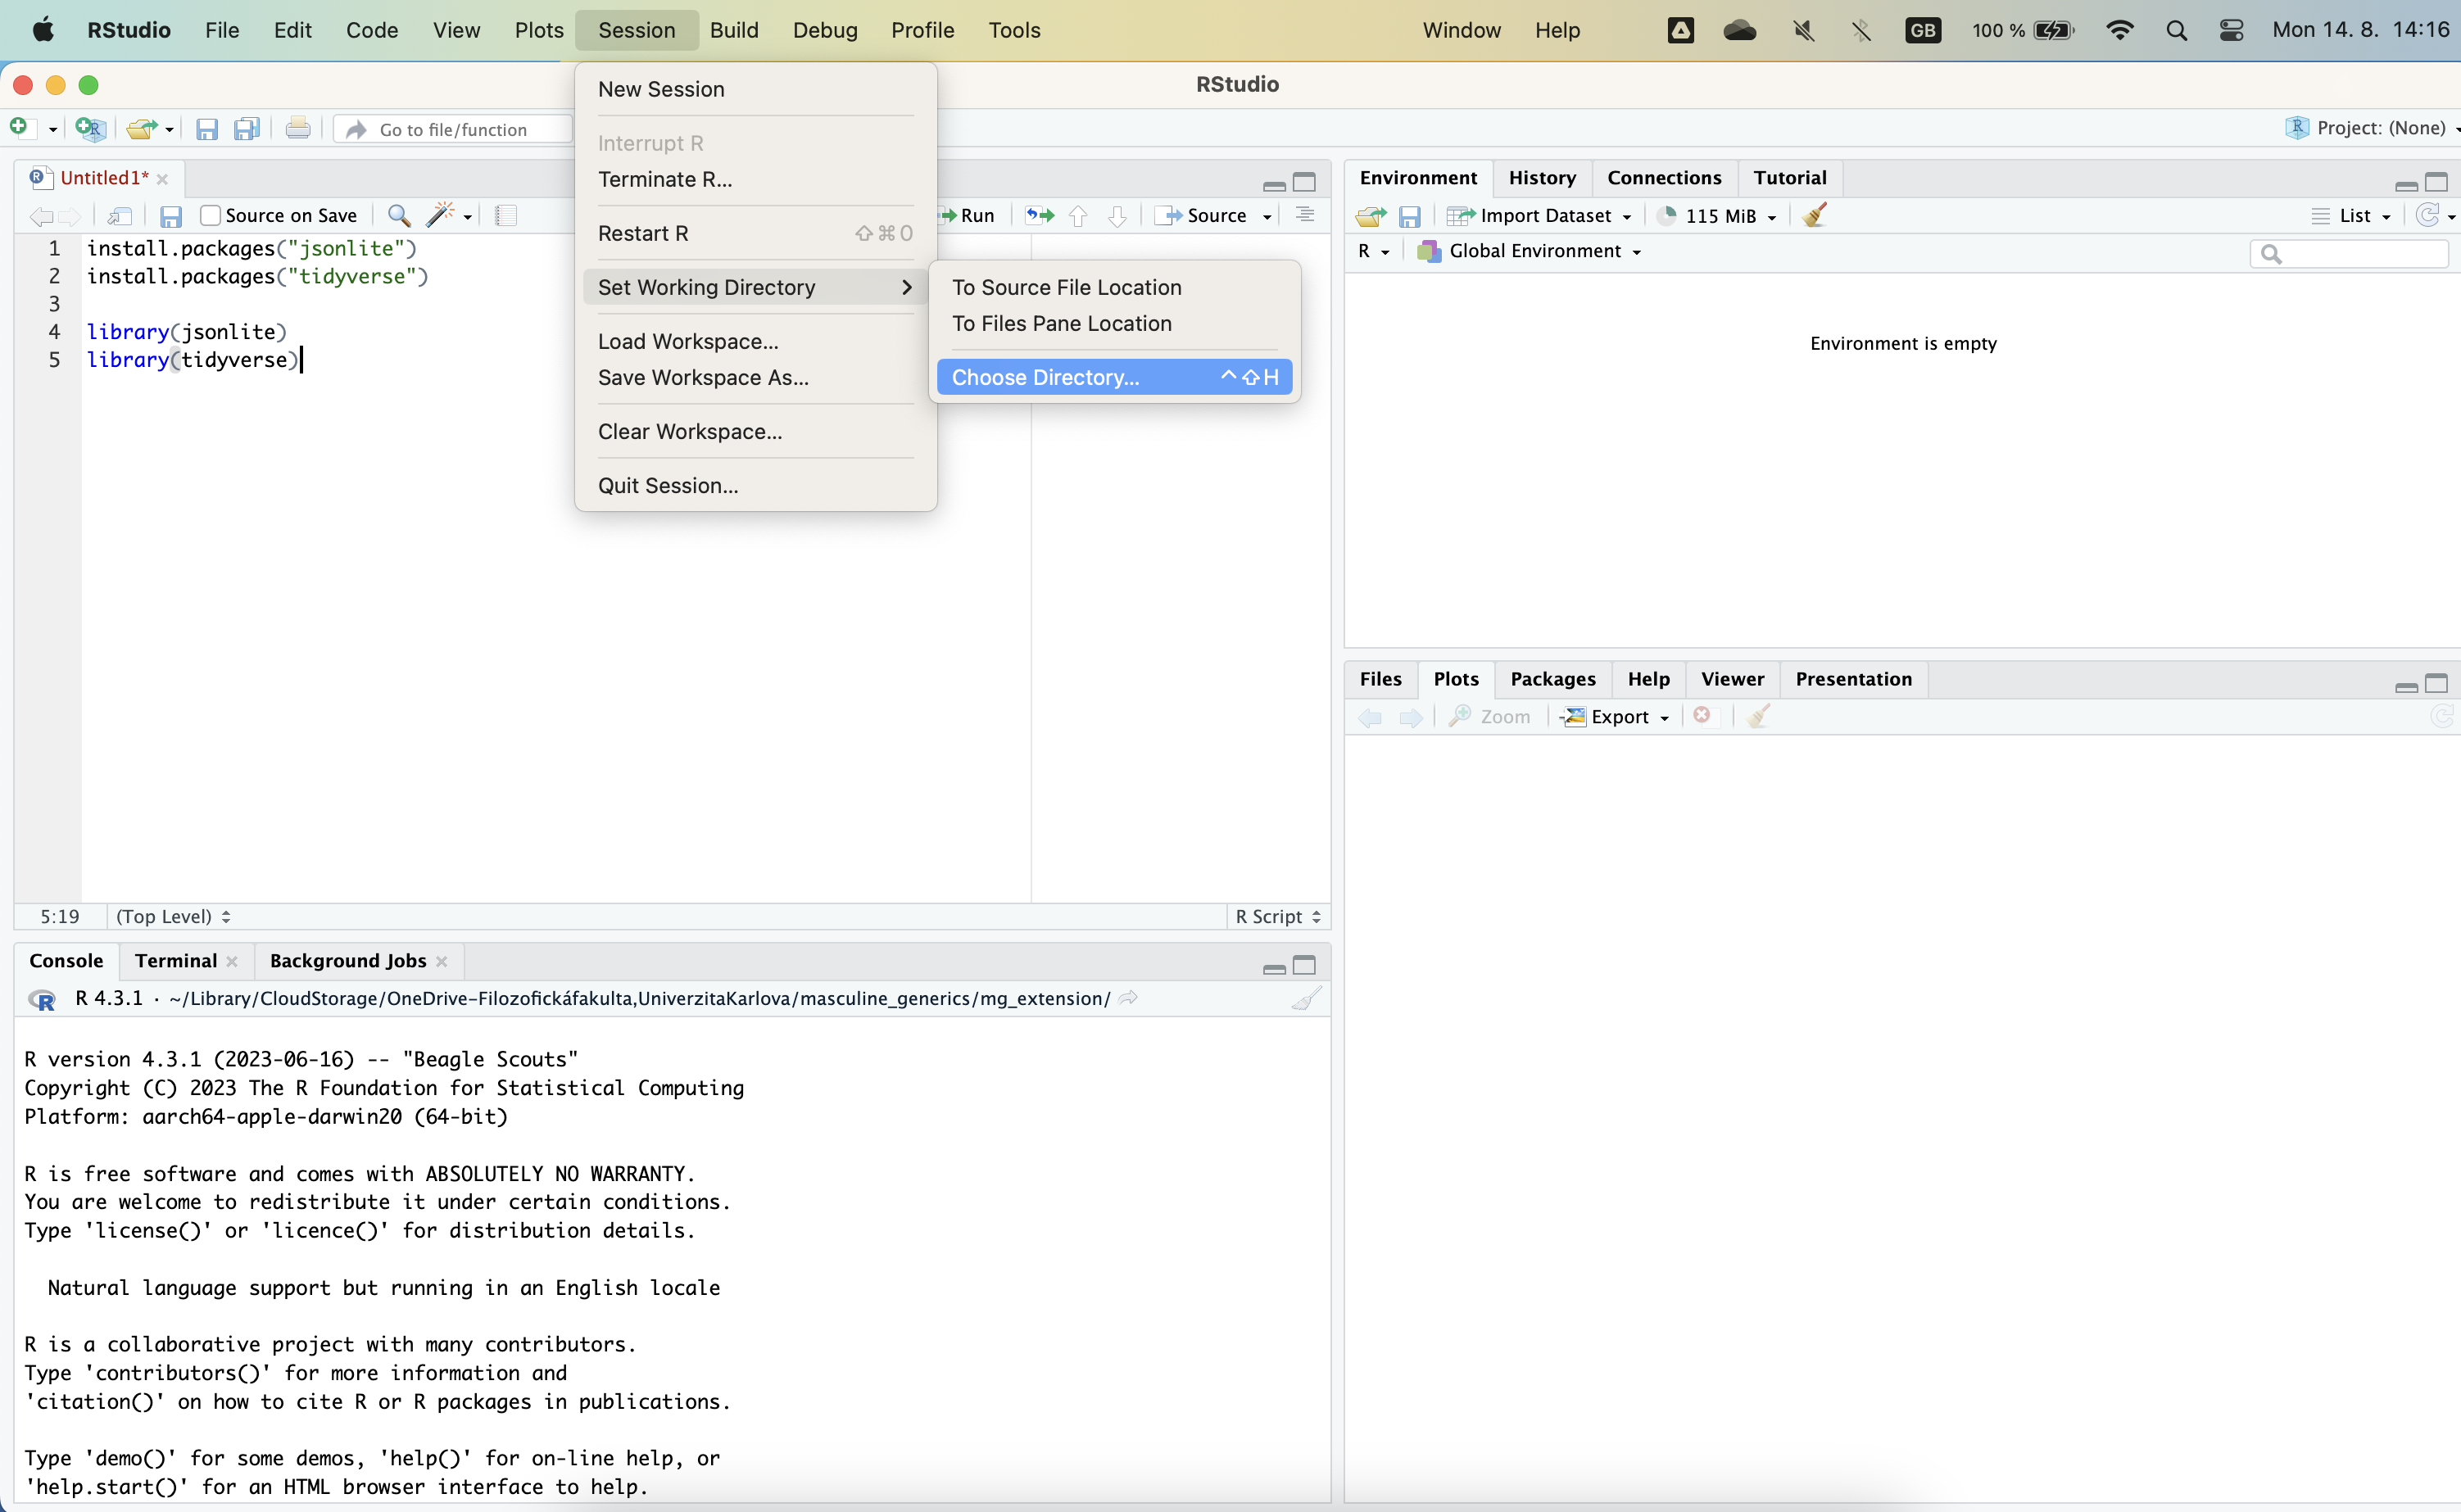 RStudio File Edit Code View Plots Session Build Debug Profile Tools Window Help GB 100 % Mon 14. 8. 14:16
RStudio
Go to file/function
Project: (None)
New Session
Interrupt R
Terminate R...
Restart R ⇧⌘0
Set Working Directory
Load Workspace...
Save Workspace As...
Clear Workspace...
Quit Session...
To Source File Location
To Files Pane Location
Choose Directory... ^⇧H
Untitled1*
Source on Save
Run
Source
1 install.packages("jsonlite")
2 install.packages("tidyverse")
3
4 library(jsonlite)
5 library(tidyverse)
5:19 (Top Level) R Script
Console Terminal Background Jobs
R 4.3.1 · ~/Library/CloudStorage/OneDrive-Filozofickáfakulta,UniverzitaKarlova/masculine_generics/mg_extension/
R version 4.3.1 (2023-06-16) -- "Beagle Scouts"
Copyright (C) 2023 The R Foundation for Statistical Computing
Platform: aarch64-apple-darwin20 (64-bit)
R is free software and comes with ABSOLUTELY NO WARRANTY.
You are welcome to redistribute it under certain conditions.
Type 'license()' or 'licence()' for distribution details.
Natural language support but running in an English locale
R is a collaborative project with many contributors.
Type 'contributors()' for more information and
'citation()' on how to cite R or R packages in publications.
Type 'demo()' for some demos, 'help()' for on-line help, or
'help.start()' for an HTML browser interface to help.
Environment History Connections Tutorial
Import Dataset 115 MiB List
R Global Environment
Environment is empty
Files Plots Packages Help Viewer Presentation
Zoom Export